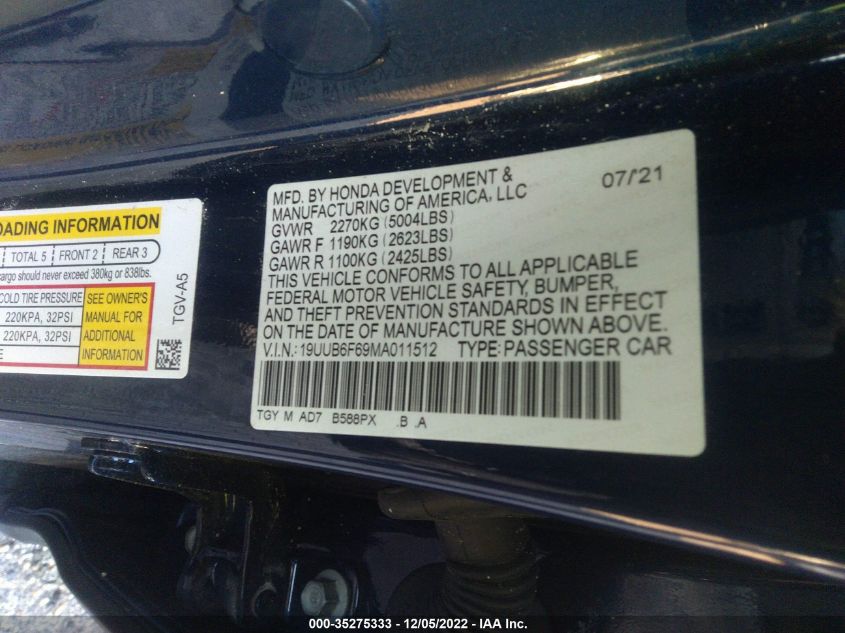 MFD. BY HONDA DEVELOPMENT & 07/21
MANUFACTURING OF AMERICA, LLC
GVWR 2270KG (5004LBS)
GAWR F 1190KG (2623LBS)
GAWR R 1100KG (2425LBS)
THIS VEHICLE CONFORMS TO ALL APPLICABLE
FEDERAL MOTOR VEHICLE SAFETY, BUMPER,
AND THEFT PREVENTION STANDARDS IN EFFECT
ON THE DATE OF MANUFACTURE SHOWN ABOVE.
V.I.N.: 19UUB6F69MA011512 TYPE: PASSENGER CAR
TGY M AD7 B588PX .B .A
OADING INFORMATION
TOTAL 5 FRONT 2 REAR 3
cargo should never exceed 380kg or 838lbs.
COLD TIRE PRESSURE
220KPA, 32PSI
220KPA, 32PSI
SEE OWNER'S
MANUAL FOR
ADDITIONAL
INFORMATION
TGV-A5
000-35275333 - 12/05/2022 - IAA Inc.